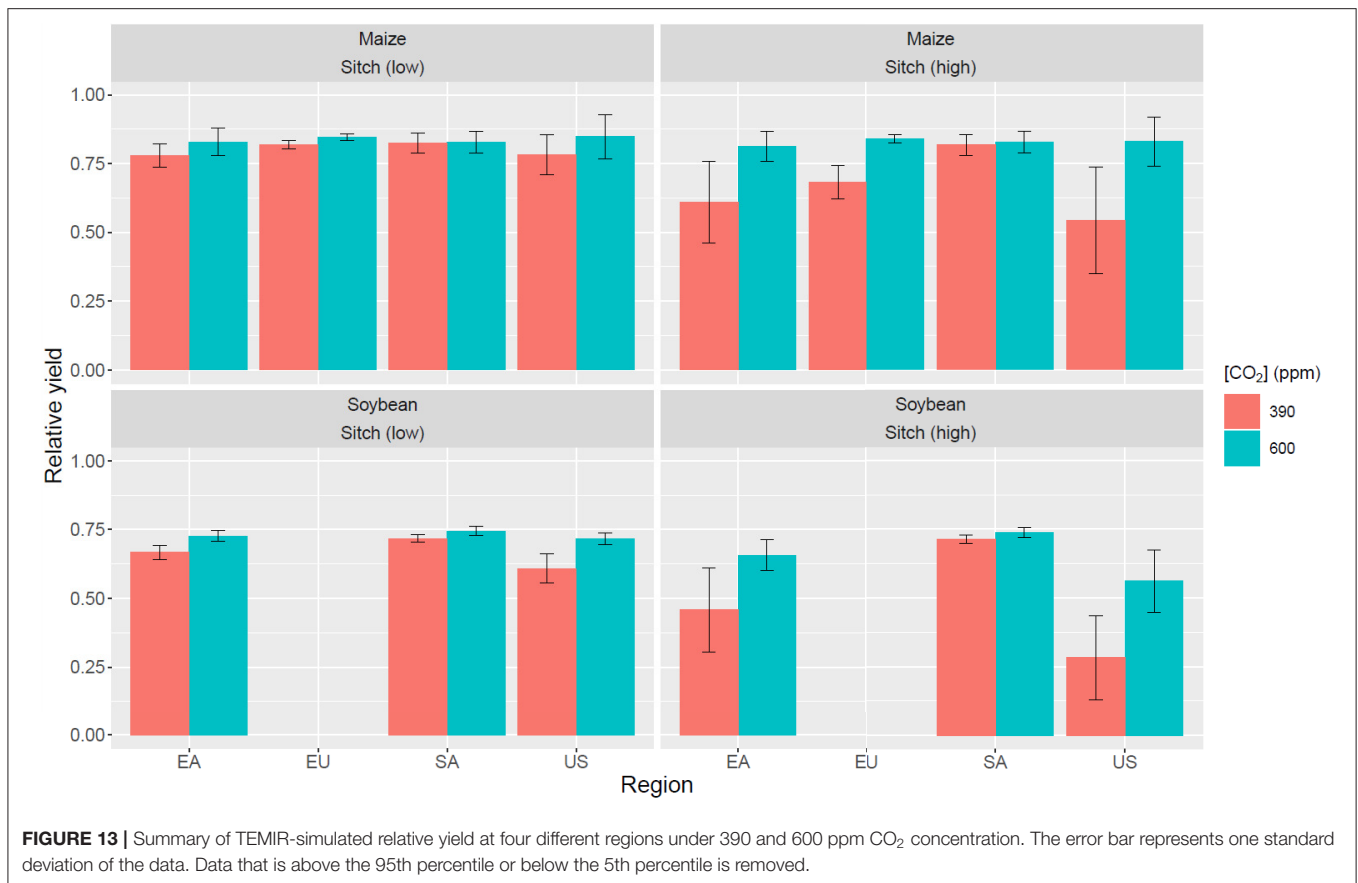 Maize
Sitch (low)
Maize
Sitch (high)
1.00
0.75
0.50
0.25
0.00
Soybean
Sitch (low)
Soybean
Sitch (high)
1.00
0.75
0.50
0.25
0.00
Relative yield
EA EU SA US
EA EU SA US
Region
[CO₂] (ppm)
390
600
FIGURE 13 | Summary of TEMIR-simulated relative yield at four different regions under 390 and 600 ppm CO₂ concentration. The error bar represents one standard
deviation of the data. Data that is above the 95th percentile or below the 5th percentile is removed.